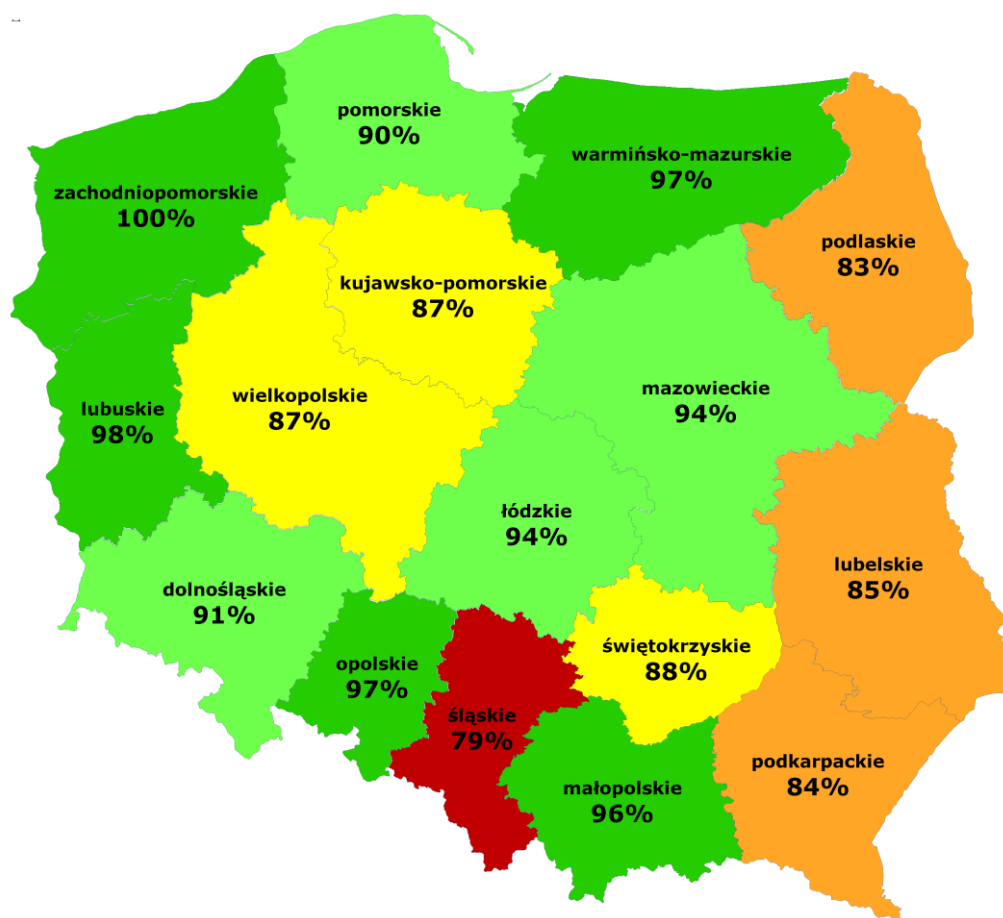 pomorskie
90%
warmińsko-mazurskie
97%
zachodniopomorskie
100%
podlaskie
83%
kujawsko-pomorskie
87%
mazowieckie
94%
wielkopolskie
87%
lubuskie
98%
łódzkie
94%
lubelskie
85%
dolnośląskie
91%
świętokrzyskie
88%
opolskie
97%
śląskie
79%
podkarpackie
84%
małopolskie
96%